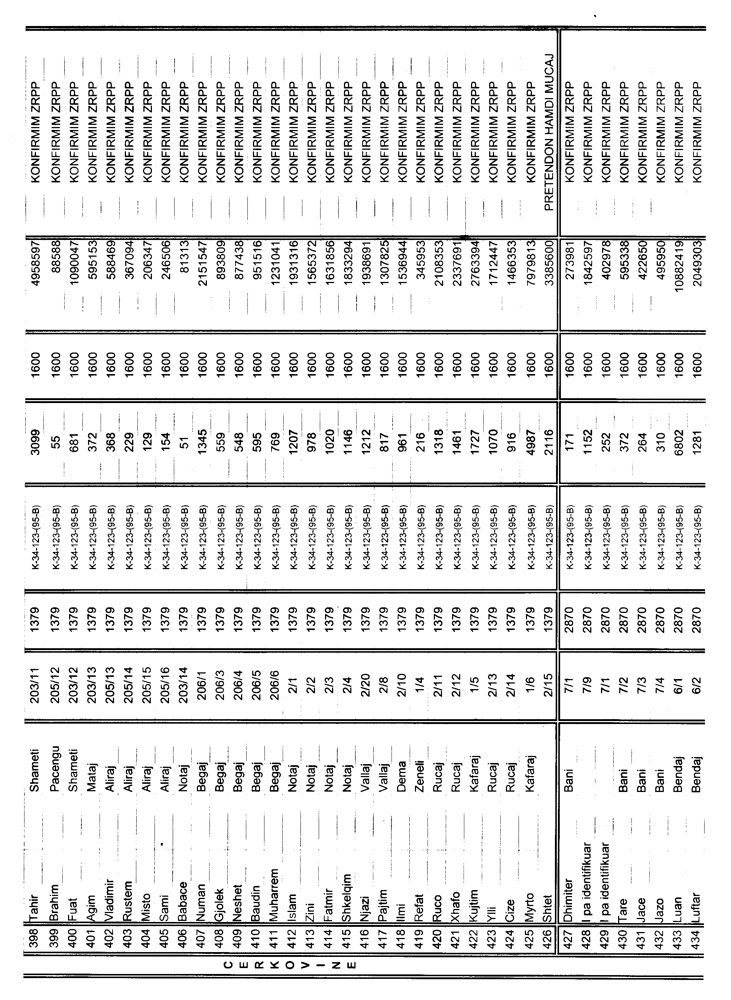 398 Tahir Shameti 203/11 1379 K-34-123-(95-B) 3099 1600 4958597 KONFIRMIM ZRPP
399 Brahim Pacengu 205/12 1379 K-34-123-(95-B) 55 1600 88588 KONFIRMIM ZRPP
400 Fuat Shameti 203/12 1379 K-34-123-(95-B) 681 1600 1090047 KONFIRMIM ZRPP
401 Agim Mataj 203/13 1379 K-34-123-(95-B) 372 1600 595153 KONFIRMIM ZRPP
402 Vladimir Aliraj 205/13 1379 K-34-123-(95-B) 368 1600 588469 KONFIRMIM ZRPP
403 Rustem Aliraj 205/14 1379 K-34-123-(95-B) 229 1600 367094 KONFIRMIM ZRPP
404 Misto Aliraj 205/15 1379 K-34-123-(95-B) 129 1600 206347 KONFIRMIM ZRPP
405 Sami Aliraj 205/16 1379 K-34-123-(95-B) 154 1600 246506 KONFIRMIM ZRPP
406 Babace Notaj 203/14 1379 K-34-123-(95-B) 51 1600 81313 KONFIRMIM ZRPP
407 Numan Begaj 206/1 1379 K-34-123-(95-B) 1345 1600 2151547 KONFIRMIM ZRPP
408 Gjolek Begaj 206/3 1379 K-34-123-(95-B) 559 1600 893809 KONFIRMIM ZRPP
409 Neshet Begaj 206/4 1379 K-34-123-(95-B) 548 1600 877438 KONFIRMIM ZRPP
410 Baudin Begaj 206/5 1379 K-34-123-(95-B) 595 1600 951516 KONFIRMIM ZRPP
411 Muharrem Begaj 206/6 1379 K-34-123-(95-B) 769 1600 1231041 KONFIRMIM ZRPP
412 Islam Notaj 2/1 1379 K-34-123-(95-B) 1207 1600 1931316 KONFIRMIM ZRPP
413 Zini Notaj 2/2 1379 K-34-123-(95-B) 978 1600 1565372 KONFIRMIM ZRPP
414 Fatmir Notaj 2/3 1379 K-34-123-(95-B) 1020 1600 1631856 KONFIRMIM ZRPP
415 Shkelqim Notaj 2/4 1379 K-34-123-(95-B) 1146 1600 1833294 KONFIRMIM ZRPP
416 Njazi Vallaj 2/20 1379 K-34-123-(95-B) 1212 1600 1938691 KONFIRMIM ZRPP
417 Pajtim Vallaj 2/8 1379 K-34-123-(95-B) 817 1600 1307825 KONFIRMIM ZRPP
418 Ilmi Dema 2/10 1379 K-34-123-(95-B) 961 1600 1536944 KONFIRMIM ZRPP
419 Refat Zeneli 1/4 1379 K-34-123-(95-B) 216 1600 345953 KONFIRMIM ZRPP
420 Ruco Rucaj 2/11 1379 K-34-123-(95-B) 1318 1600 2108353 KONFIRMIM ZRPP
421 Xhafo Rucaj 2/12 1379 K-34-123-(95-B) 1461 1600 2337691 KONFIRMIM ZRPP
422 Kujtim Kafaraj 1/5 1379 K-34-123-(95-B) 1727 1600 2763394 KONFIRMIM ZRPP
423 Ylli Rucaj 2/13 1379 K-34-123-(95-B) 1070 1600 1712447 KONFIRMIM ZRPP
424 Cize Rucaj 2/14 1379 K-34-123-(95-B) 916 1600 1466353 KONFIRMIM ZRPP
425 Myrto Kafaraj 1/6 1379 K-34-123-(95-B) 4987 1600 7979813 KONFIRMIM ZRPP
426 Shtet 2/15 1379 K-34-123-(95-B) 2116 1600 3385600 PRETENDON HAMDI MUCAJ
427 Dhimiter Bani 7/1 2870 K-34-123-(95-B) 171 1600 273981 KONFIRMIM ZRPP
428 I pa identifikuar 7/9 2870 K-34-123-(95-B) 1152 1600 1842597 KONFIRMIM ZRPP
429 I pa identifikuar 7/1 2870 K-34-123-(95-B) 252 1600 402978 KONFIRMIM ZRPP
430 Tare Bani 7/2 2870 K-34-123-(95-B) 372 1600 595338 KONFIRMIM ZRPP
431 Jace Bani 7/3 2870 K-34-123-(95-B) 264 1600 422650 KONFIRMIM ZRPP
432 Jazo Bani 7/4 2870 K-34-123-(95-B) 310 1600 495950 KONFIRMIM ZRPP
433 Luan Bendaj 6/1 2870 K-34-123-(95-B) 6802 1600 10882419 KONFIRMIM ZRPP
434 Luftar Bendaj 6/2 2870 K-34-123-(95-B) 1281 1600 2049303 KONFIRMIM ZRPP
CERKOVINE